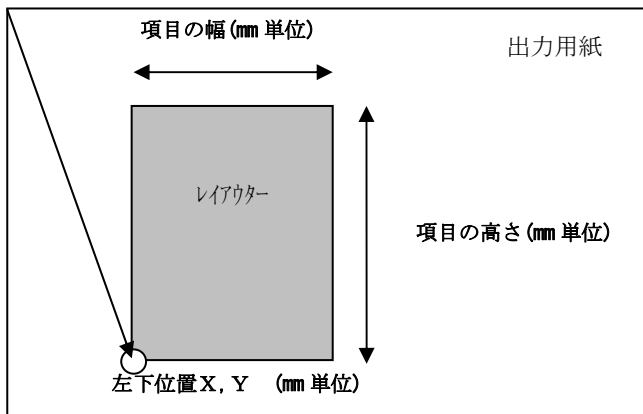 項目の幅(mm 単位)
出力用紙
レイアウター
項目の高さ(mm 単位)
左下位置X，Y (mm 単位)